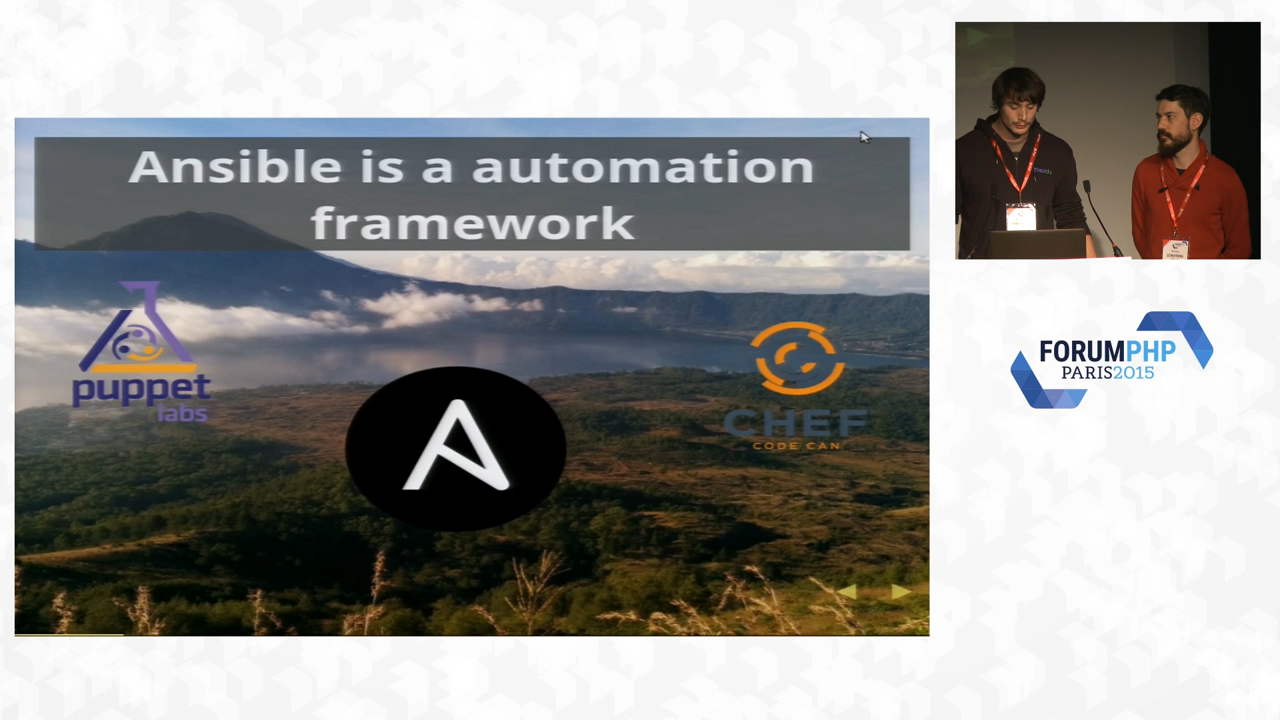 Ansible is a automation
framework
puppet
labs
CHEF
CODE CAN
FORUMPHP
PARIS2015